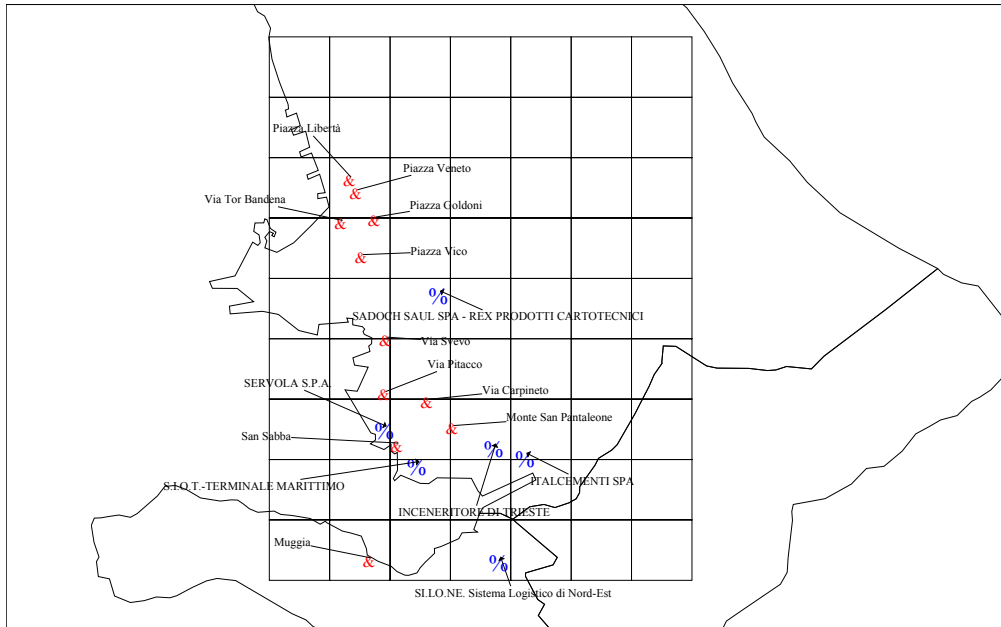 Piazza Libertà
&
Piazza Veneto
&
Via Tor Bandena
&
Piazza Goldoni
&
Piazza Vico
&
%
SADOCH SAUL SPA - REX PRODOTTI CARTOTECNICI
&
Via Svevo
Via Pitacco
SERVOLA S.P.A.
&
Via Carpineto
&
Monte San Pantaleone
&
%
San Sabba
&
%
%
%
S.I.O.T.-TERMINALE MARITTIMO
ITALCEMENTI SPA
INCENERITORE DI TRIESTE
Muggia
&
%
SI.LO.NE. Sistema Logistico di Nord-Est